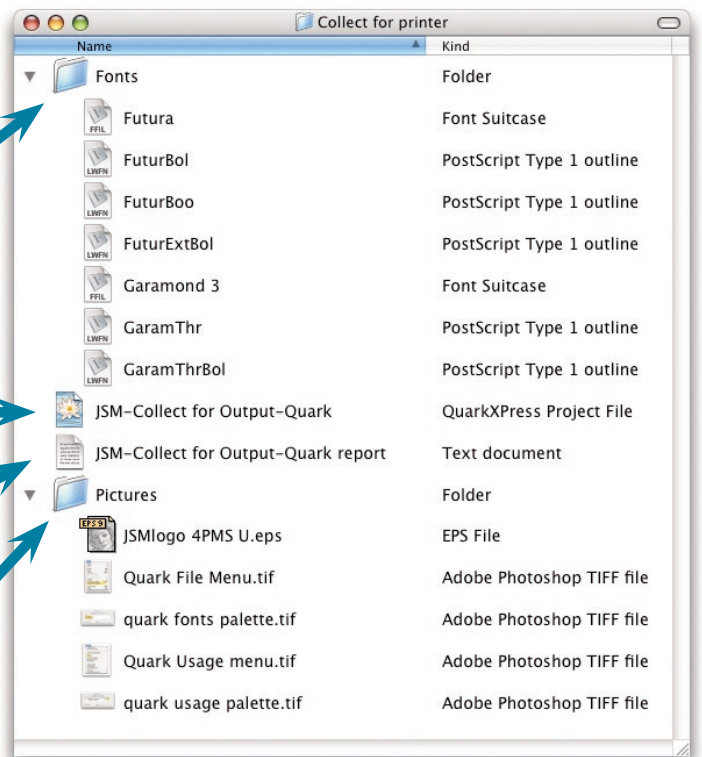 Collect for printer
Name Kind
Fonts Folder
FFIL Futura Font Suitcase
LWFN FuturBol PostScript Type 1 outline
LWFN FuturBoo PostScript Type 1 outline
LWFN FuturExtBol PostScript Type 1 outline
FFIL Garamond 3 Font Suitcase
LWFN GaramThr PostScript Type 1 outline
LWFN GaramThrBol PostScript Type 1 outline
JSM-Collect for Output-Quark QuarkXPress Project File
JSM-Collect for Output-Quark report Text document
Pictures Folder
EPS 9 JSMlogo 4PMS U.eps EPS File
Quark File Menu.tif Adobe Photoshop TIFF file
quark fonts palette.tif Adobe Photoshop TIFF file
Quark Usage menu.tif Adobe Photoshop TIFF file
quark usage palette.tif Adobe Photoshop TIFF file